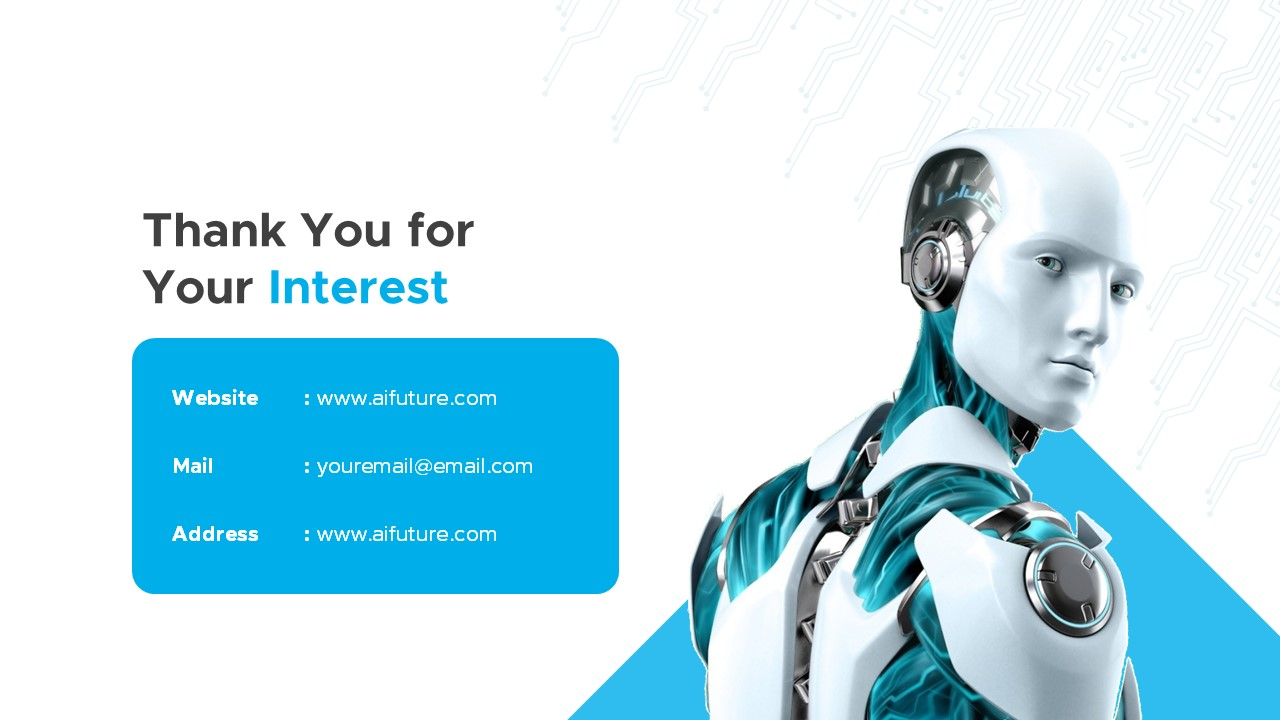 Thank You for
Your Interest
Website : www.aifuture.com
Mail : youremail@email.com
Address : www.aifuture.com